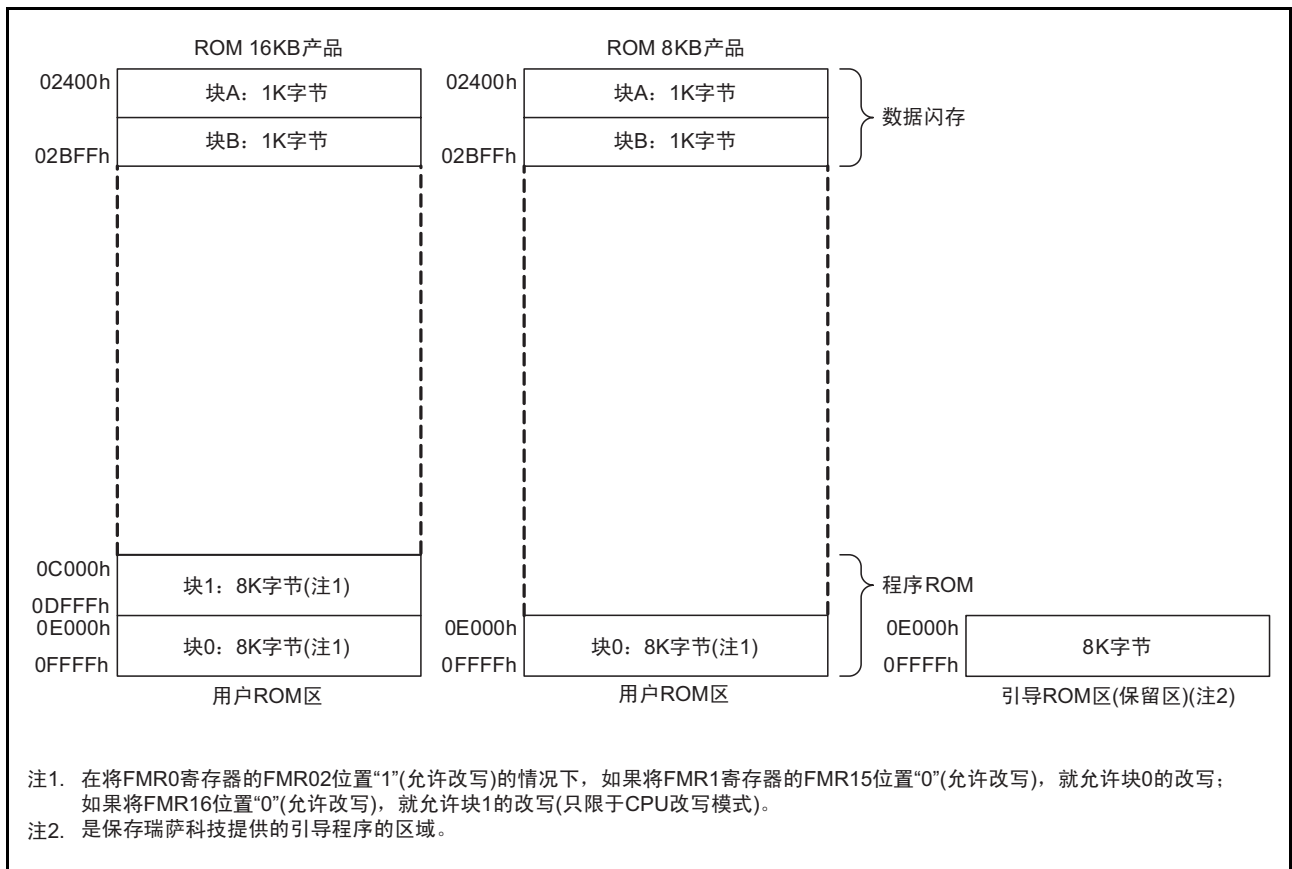 ROM 16KB产品
ROM 8KB产品
02400h
块A：1K字节
02400h
块A：1K字节
数据闪存
块B：1K字节
块B：1K字节
02BFFh
02BFFh
0C000h
块1：8K字节(注1)
程序ROM
0DFFFh
0E000h
块0：8K字节(注1)
0FFFFh
0E000h
块0：8K字节(注1)
0FFFFh
0E000h
8K字节
0FFFFh
用户ROM区
用户ROM区
引导ROM区(保留区)(注2)
注1. 在将FMR0寄存器的FMR02位置“1”(允许改写)的情况下，如果将FMR1寄存器的FMR15位置“0”(允许改写)，就允许块0的改写；
如果将FMR16位置“0”(允许改写)，就允许块1的改写(只限于CPU改写模式)。
注2. 是保存瑞萨科技提供的引导程序的区域。